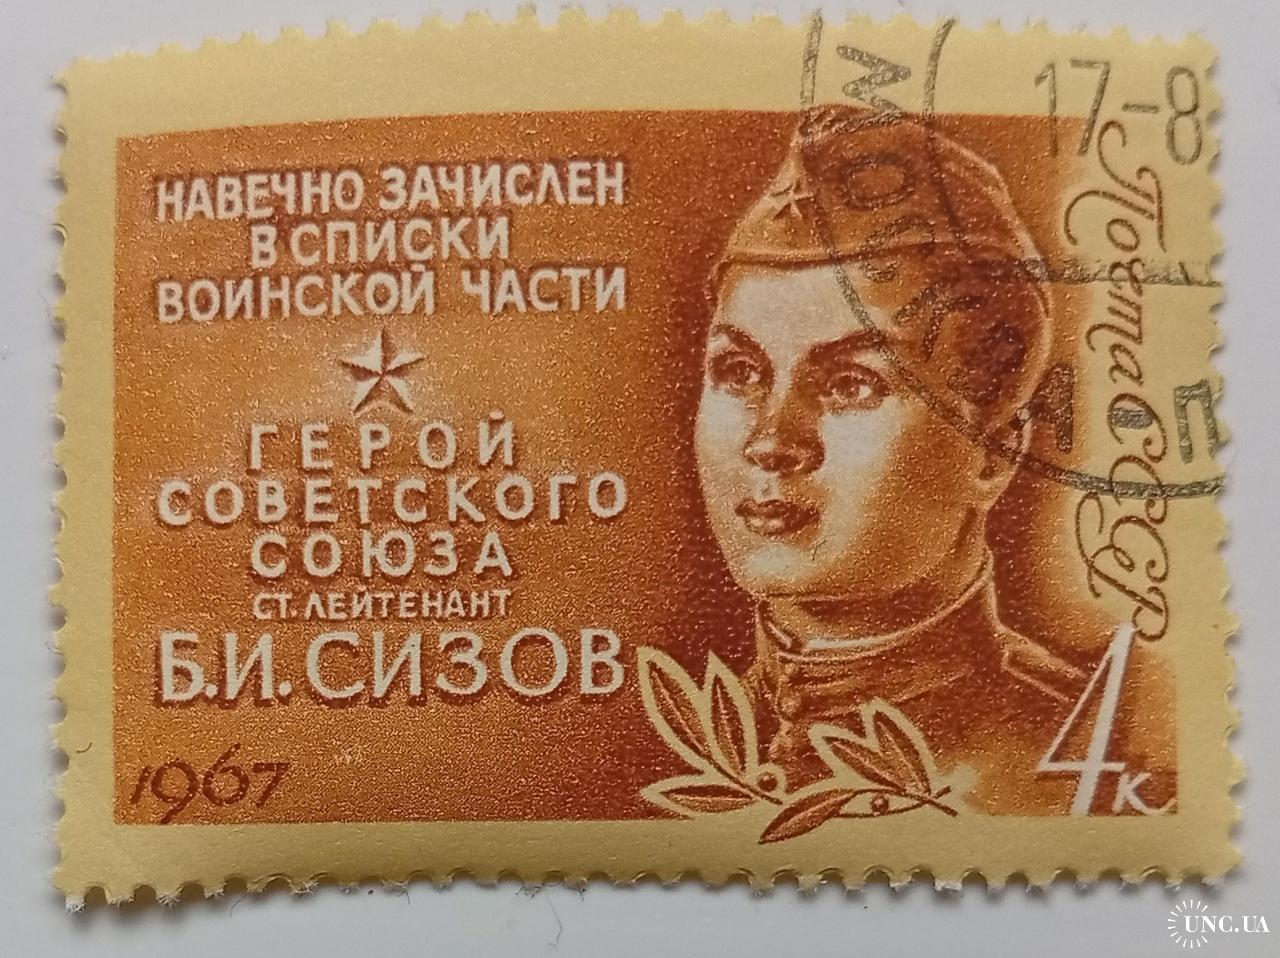 НАВЕЧНО ЗАЧИСЛЕН
В СПИСКИ
ВОИНСКОЙ ЧАСТИ
ГЕРОЙ
СОВЕТСКОГО
СОЮЗА
СТ. ЛЕЙТЕНАНТ
Б.И. СИЗОВ
1967
Почта СССР
4к
МОСКВА
17-8
П
UNC.UA